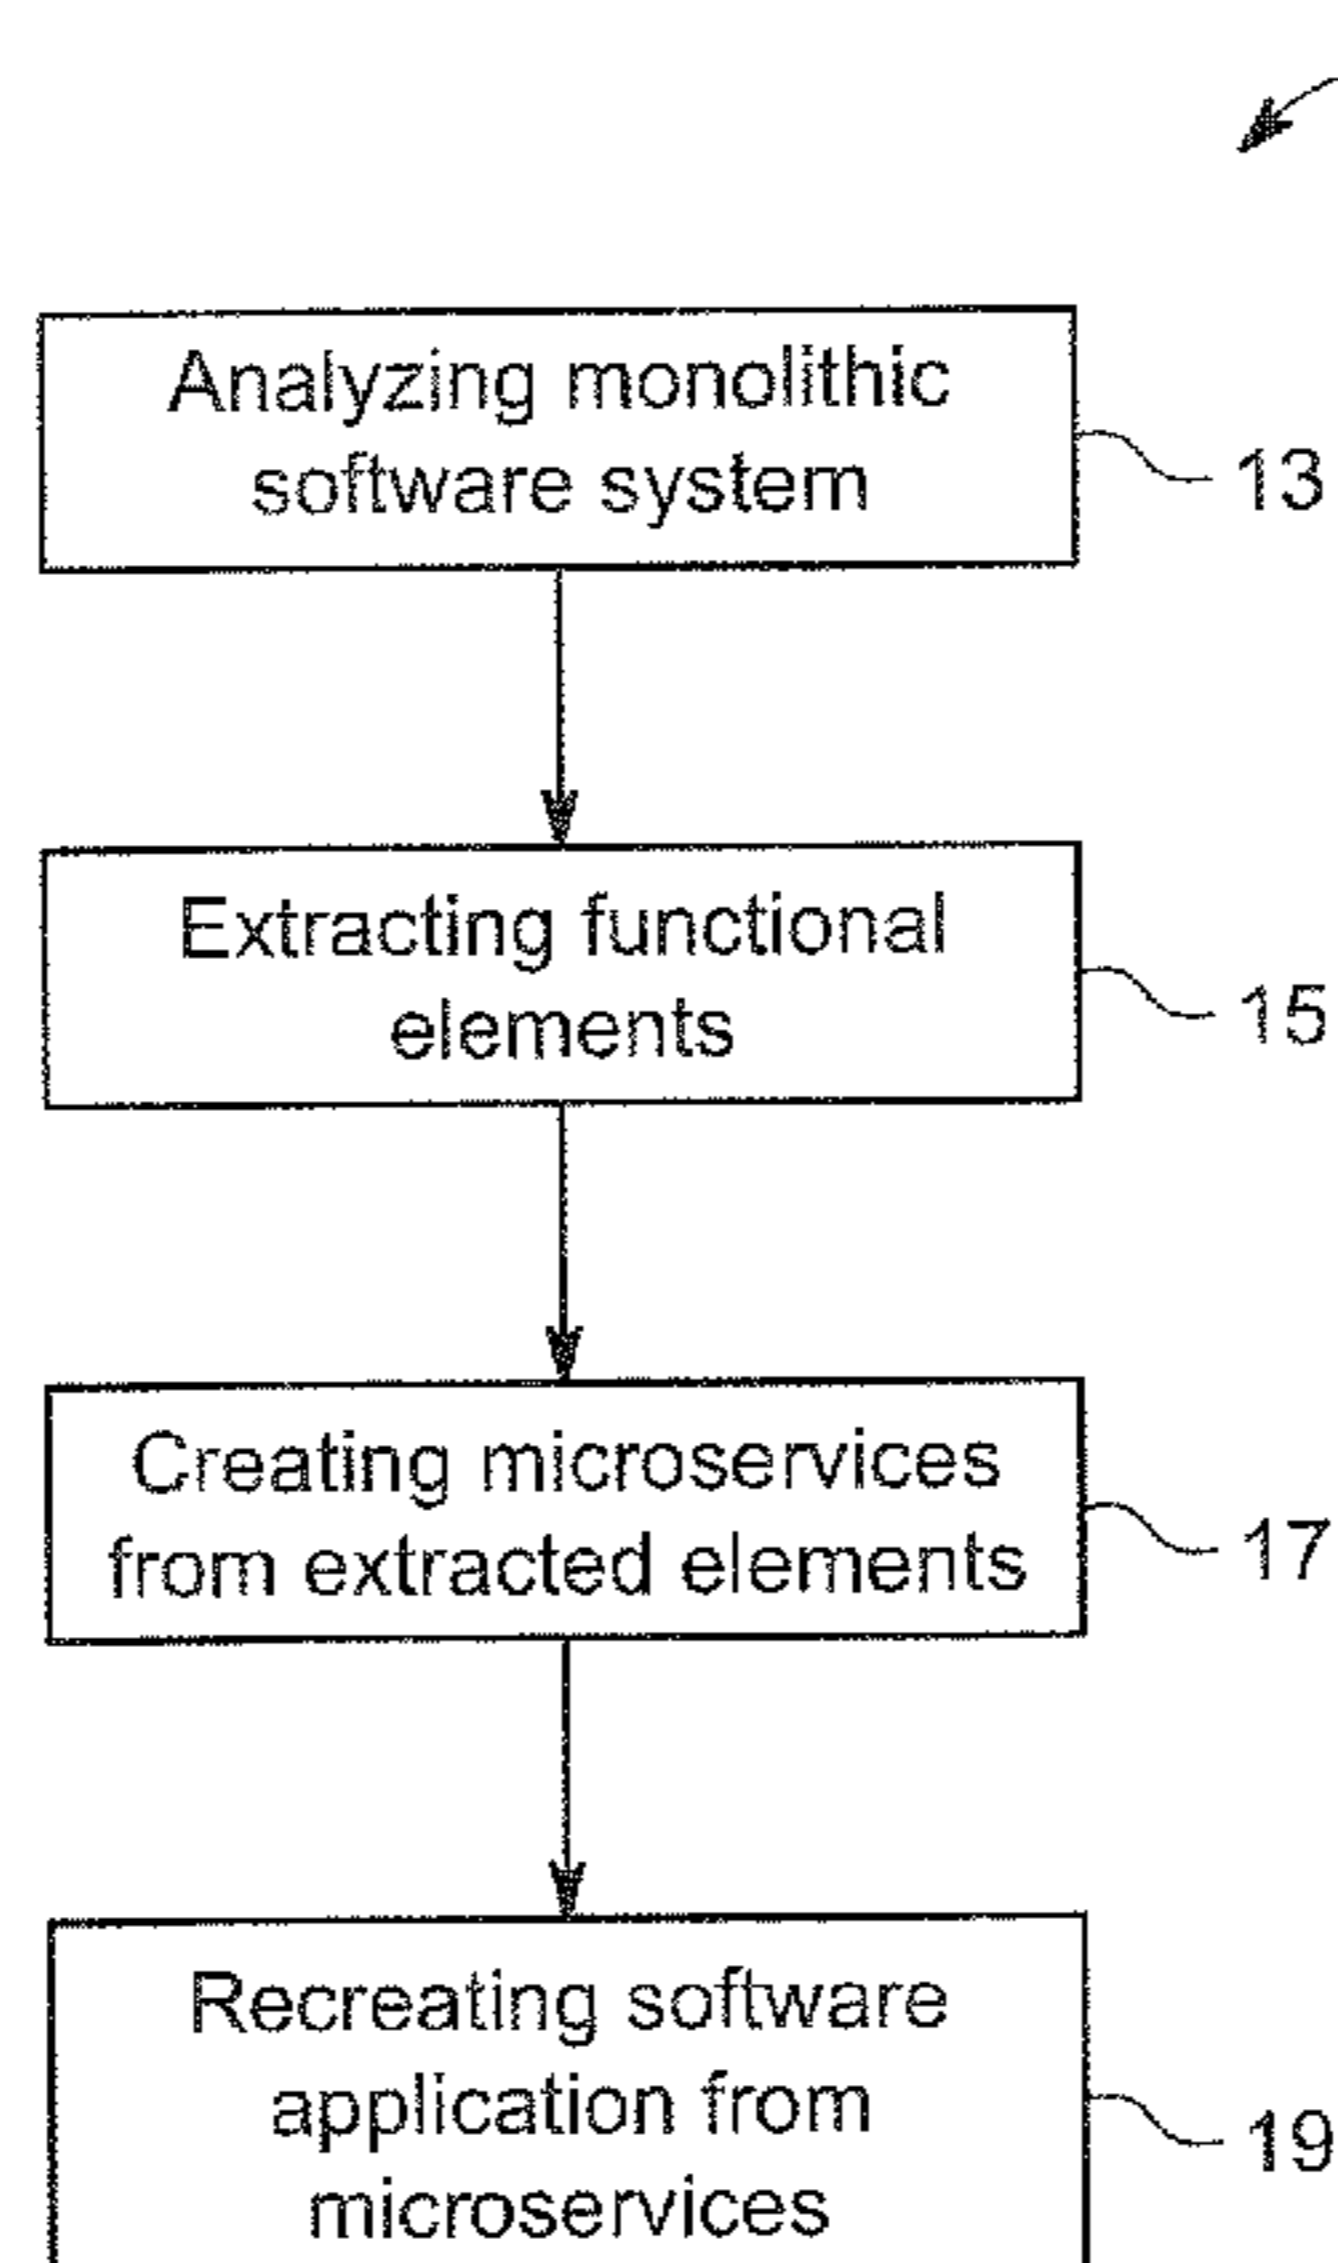 Analyzing monolithic
software system
13
Extracting functional
elements
15
Creating microservices
from extracted elements
17
Recreating software
application from
microservices
19